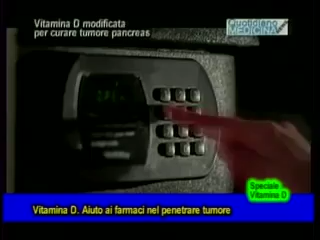 Vitamina D modificata
per curare tumore pancreas
Quotidiano
MEDICINA
Speciale
Vitamina D
Vitamina D. Aiuto ai farmaci nel penetrare tumore